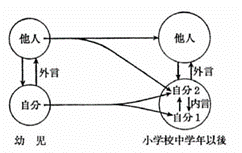 他人
他人
外言
外言
自分
自分2
内言
自分1
幼児
小学校中学年以後